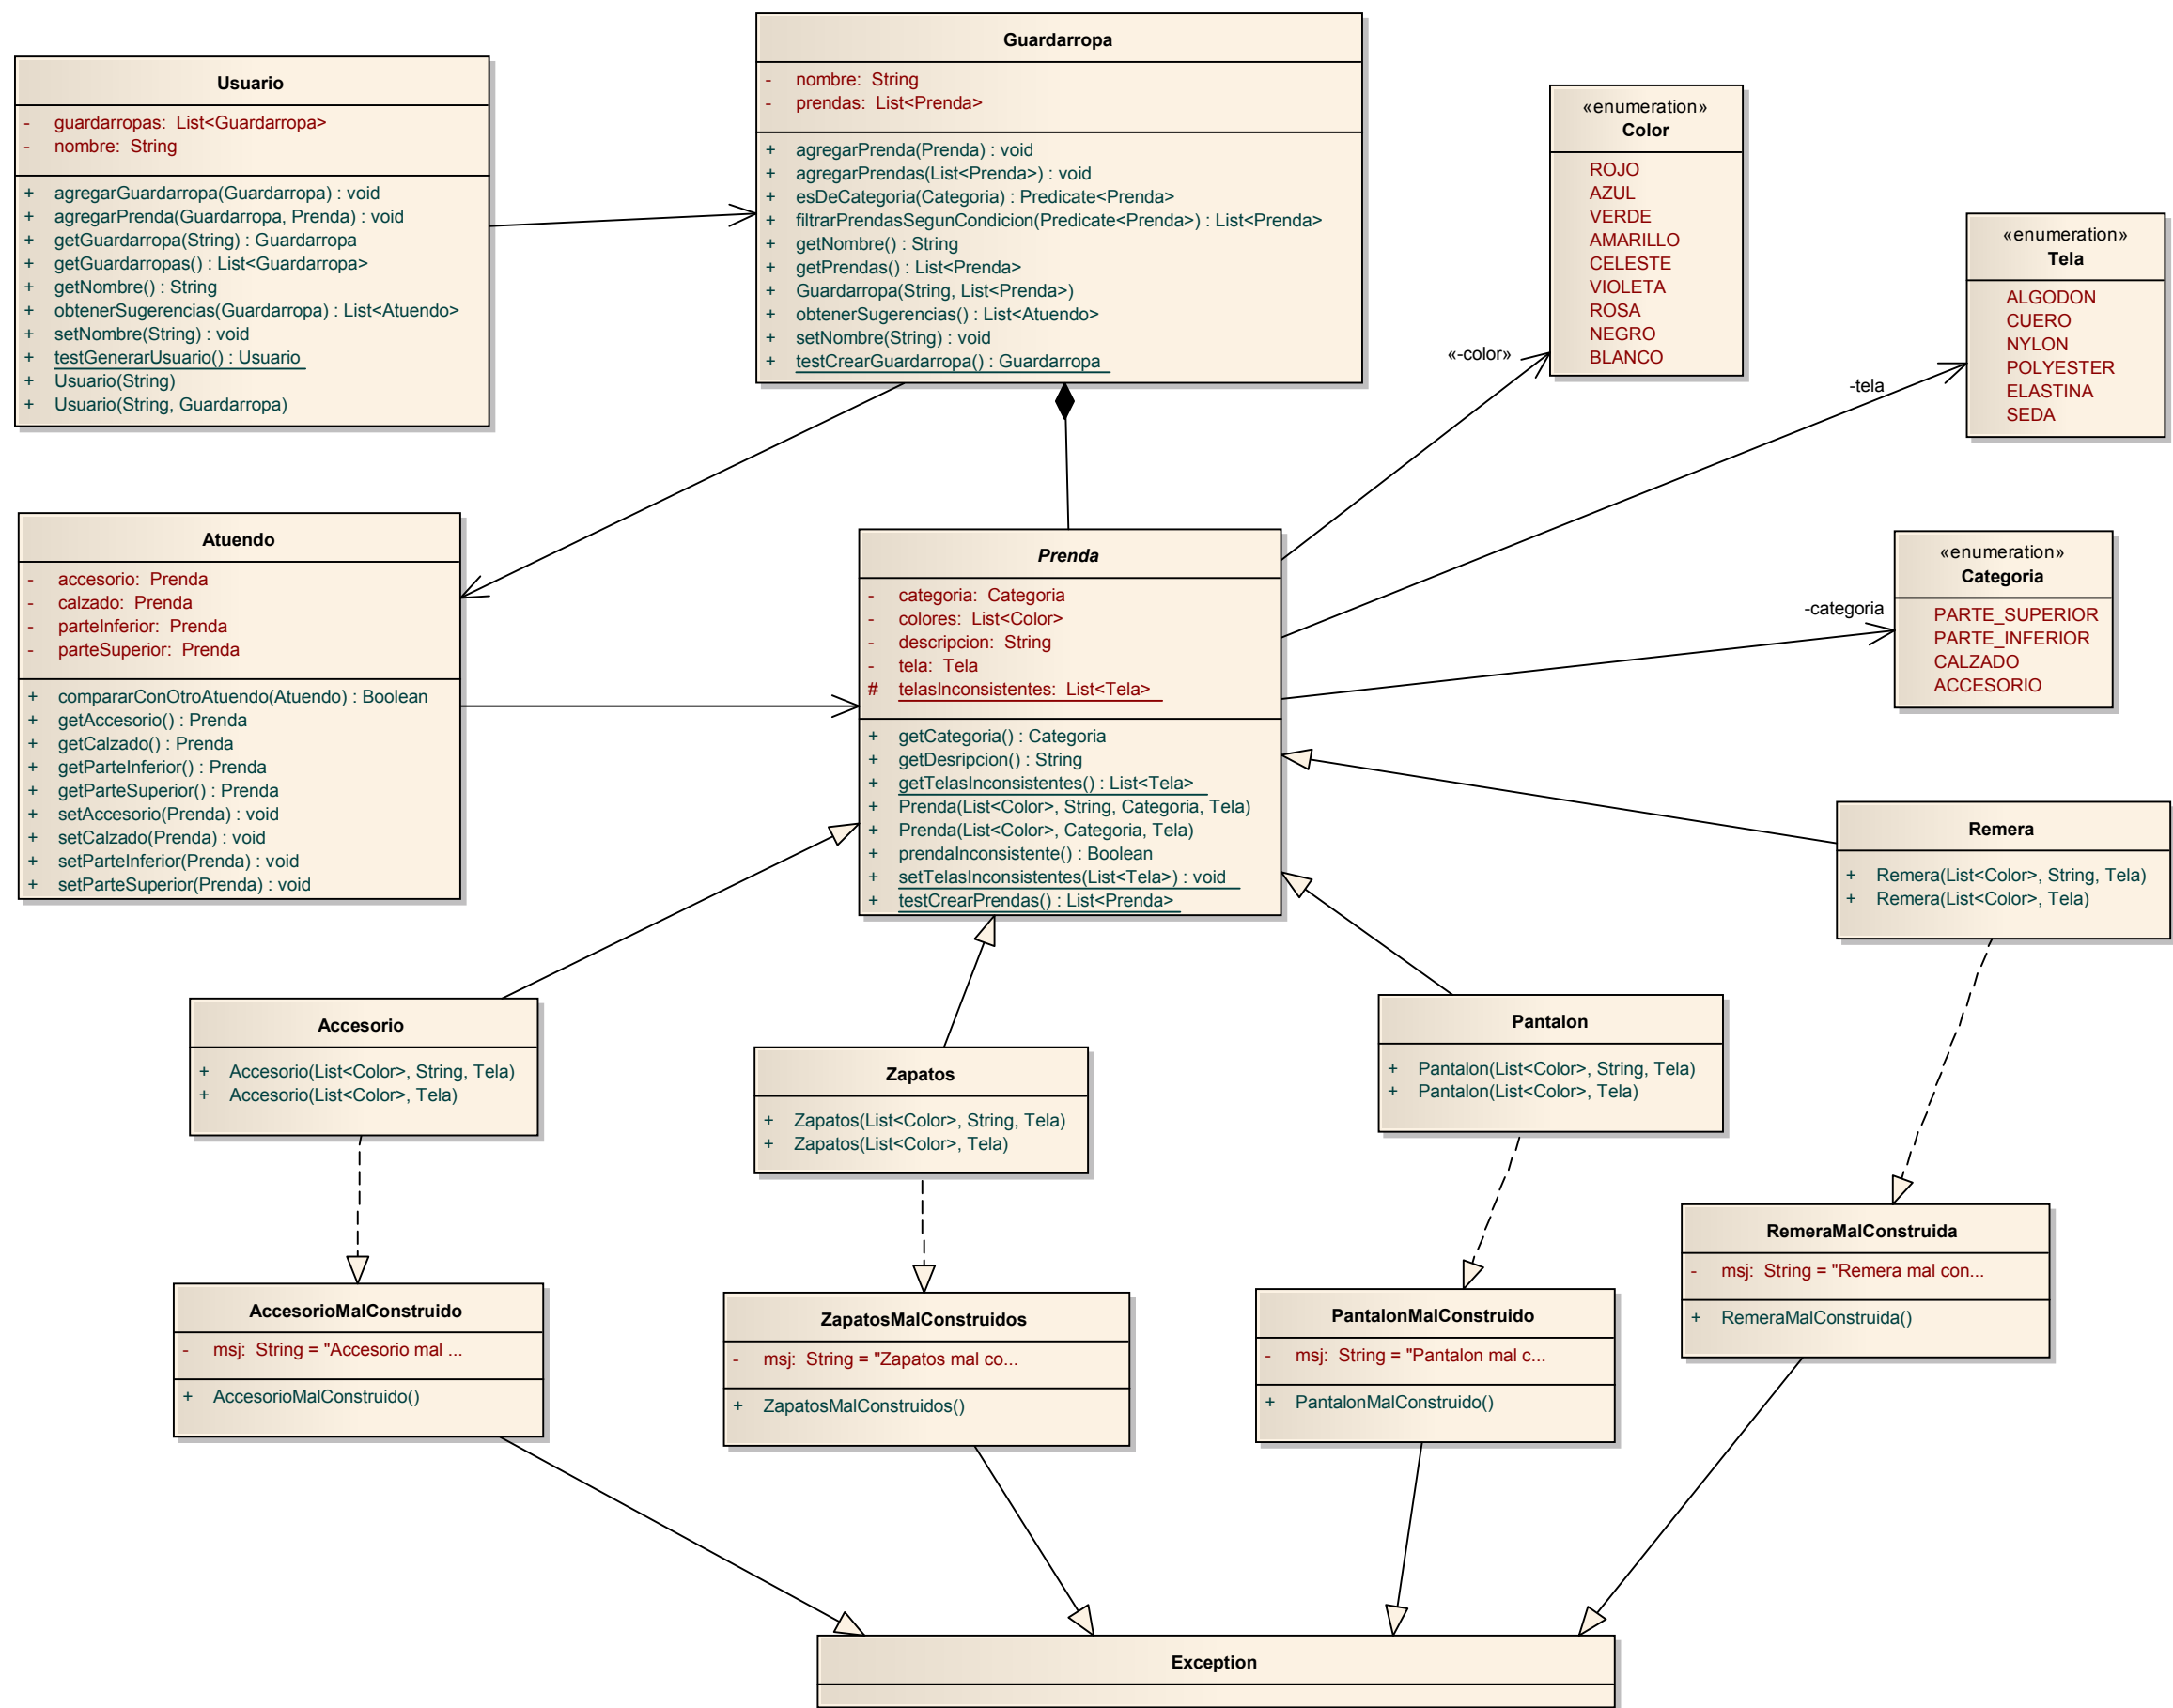 Usuario
- guardarropas: List<Guardarropa>
- nombre: String
+ agregarGuardarropa(Guardarropa) : void
+ agregarPrenda(Guardarropa, Prenda) : void
+ getGuardarropa(String) : Guardarropa
+ getGuardarropas() : List<Guardarropa>
+ getNombre() : String
+ obtenerSugerencias(Guardarropa) : List<Atuendo>
+ setNombre(String) : void
+ testGenerarUsuario() : Usuario
+ Usuario(String)
+ Usuario(String, Guardarropa)
Guardarropa
- nombre: String
- prendas: List<Prenda>
+ agregarPrenda(Prenda) : void
+ agregarPrendas(List<Prenda>) : void
+ esDeCategoria(Categoria) : Predicate<Prenda>
+ filtrarPrendasSegunCondicion(Predicate<Prenda>) : List<Prenda>
+ getNombre() : String
+ getPrendas() : List<Prenda>
+ Guardarropa(String, List<Prenda>)
+ obtenerSugerencias() : List<Atuendo>
+ setNombre(String) : void
+ testCrearGuardarropa() : Guardarropa
«enumeration»
Color
ROJO
AZUL
VERDE
AMARILLO
CELESTE
VIOLETA
ROSA
NEGRO
BLANCO
«enumeration»
Tela
ALGODON
CUERO
NYLON
POLYESTER
ELASTINA
SEDA
«-color»
-tela
-categoria
«enumeration»
Categoria
PARTE_SUPERIOR
PARTE_INFERIOR
CALZADO
ACCESORIO
Atuendo
- accesorio: Prenda
- calzado: Prenda
- parteInferior: Prenda
- parteSuperior: Prenda
+ compararConOtroAtuendo(Atuendo) : Boolean
+ getAccesorio() : Prenda
+ getCalzado() : Prenda
+ getParteInferior() : Prenda
+ getParteSuperior() : Prenda
+ setAccesorio(Prenda) : void
+ setCalzado(Prenda) : void
+ setParteInferior(Prenda) : void
+ setParteSuperior(Prenda) : void
Prenda
- categoria: Categoria
- colores: List<Color>
- descripcion: String
- tela: Tela
# telasInconsistentes: List<Tela>
+ getCategoria() : Categoria
+ getDesripcion() : String
+ getTelasInconsistentes() : List<Tela>
+ Prenda(List<Color>, String, Categoria, Tela)
+ Prenda(List<Color>, Categoria, Tela)
+ prendaInconsistente() : Boolean
+ setTelasInconsistentes(List<Tela>) : void
+ testCrearPrendas() : List<Prenda>
Remera
+ Remera(List<Color>, String, Tela)
+ Remera(List<Color>, Tela)
Accesorio
+ Accesorio(List<Color>, String, Tela)
+ Accesorio(List<Color>, Tela)
Zapatos
+ Zapatos(List<Color>, String, Tela)
+ Zapatos(List<Color>, Tela)
Pantalon
+ Pantalon(List<Color>, String, Tela)
+ Pantalon(List<Color>, Tela)
AccesorioMalConstruido
- msj: String = "Accesorio mal ...
+ AccesorioMalConstruido()
ZapatosMalConstruidos
- msj: String = "Zapatos mal co...
+ ZapatosMalConstruidos()
PantalonMalConstruido
- msj: String = "Pantalon mal c...
+ PantalonMalConstruido()
RemeraMalConstruida
- msj: String = "Remera mal con...
+ RemeraMalConstruida()
Exception